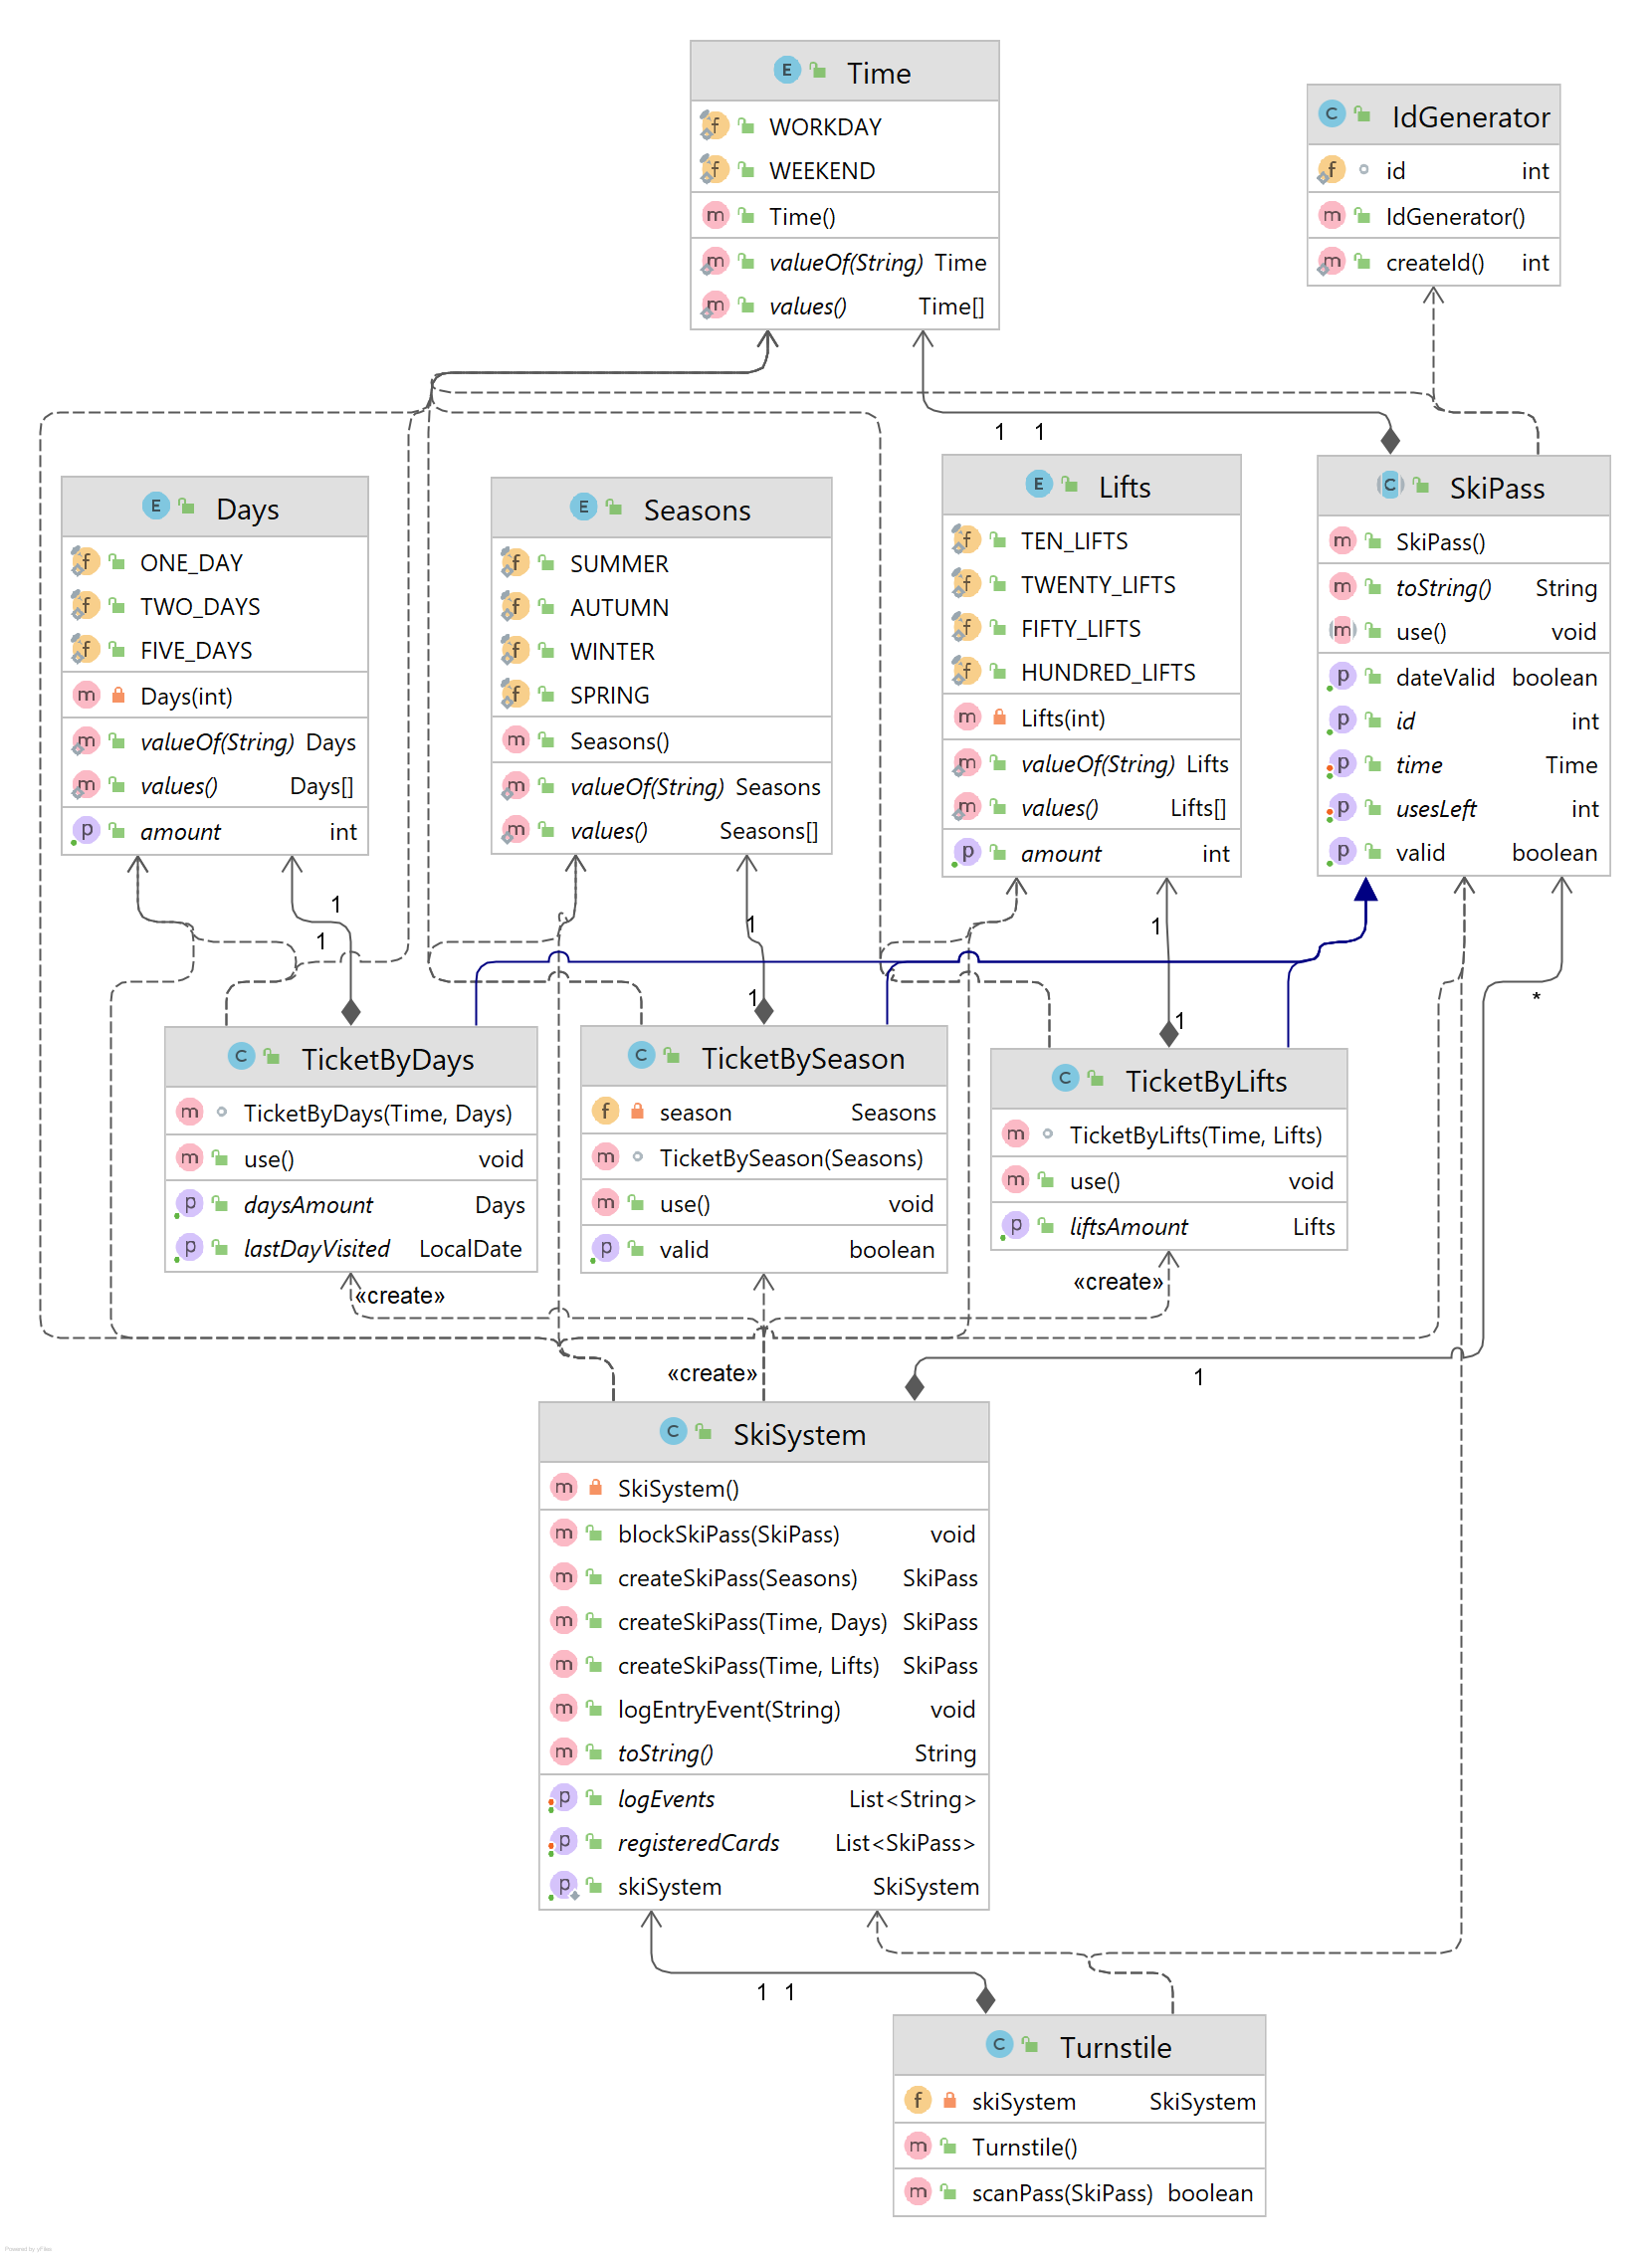 Time
WORKDAY
WEEKEND
Time()
valueOf(String) Time
values() Time[]
IdGenerator
id int
IdGenerator()
createId() int
1 1
Days
ONE_DAY
TWO_DAYS
FIVE_DAYS
Days(int)
valueOf(String) Days
values() Days[]
amount int
Seasons
SUMMER
AUTUMN
WINTER
SPRING
Seasons()
valueOf(String) Seasons
values() Seasons[]
Lifts
TEN_LIFTS
TWENTY_LIFTS
FIFTY_LIFTS
HUNDRED_LIFTS
Lifts(int)
valueOf(String) Lifts
values() Lifts[]
amount int
SkiPass
SkiPass()
toString() String
use() void
dateValid boolean
id int
time Time
usesLeft int
valid boolean
1
1
1
1
1
1
*
TicketByDays
TicketByDays(Time, Days)
use() void
daysAmount Days
lastDayVisited LocalDate
TicketBySeason
season Seasons
TicketBySeason(Seasons)
use() void
valid boolean
TicketByLifts
TicketByLifts(Time, Lifts)
use() void
liftsAmount Lifts
«create»
«create»
«create»
1
SkiSystem
SkiSystem()
blockSkiPass(SkiPass) void
createSkiPass(Seasons) SkiPass
createSkiPass(Time, Days) SkiPass
createSkiPass(Time, Lifts) SkiPass
logEntryEvent(String) void
toString() String
logEvents List<String>
registeredCards List<SkiPass>
skiSystem SkiSystem
1 1
Turnstile
skiSystem SkiSystem
Turnstile()
scanPass(SkiPass) boolean
Powered by yFiles